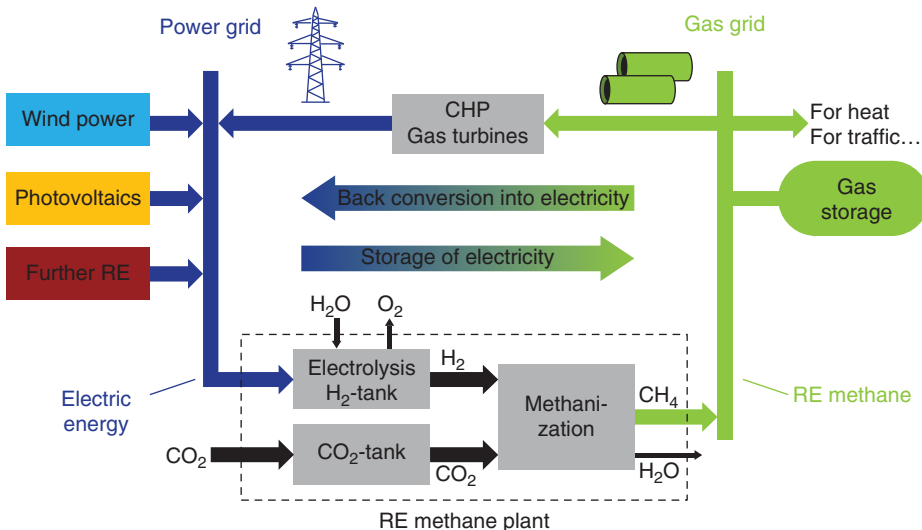 Power grid
Gas grid
Wind power
CHP
Gas turbines
For heat
For traffic...
Photovoltaics
Back conversion into electricity
Gas
storage
Further RE
Storage of electricity
H₂O
O₂
Electrolysis
H₂-tank
H₂
Electric
energy
Methani-
zation
CH₄
RE methane
CO₂
CO₂-tank
CO₂
H₂O
RE methane plant